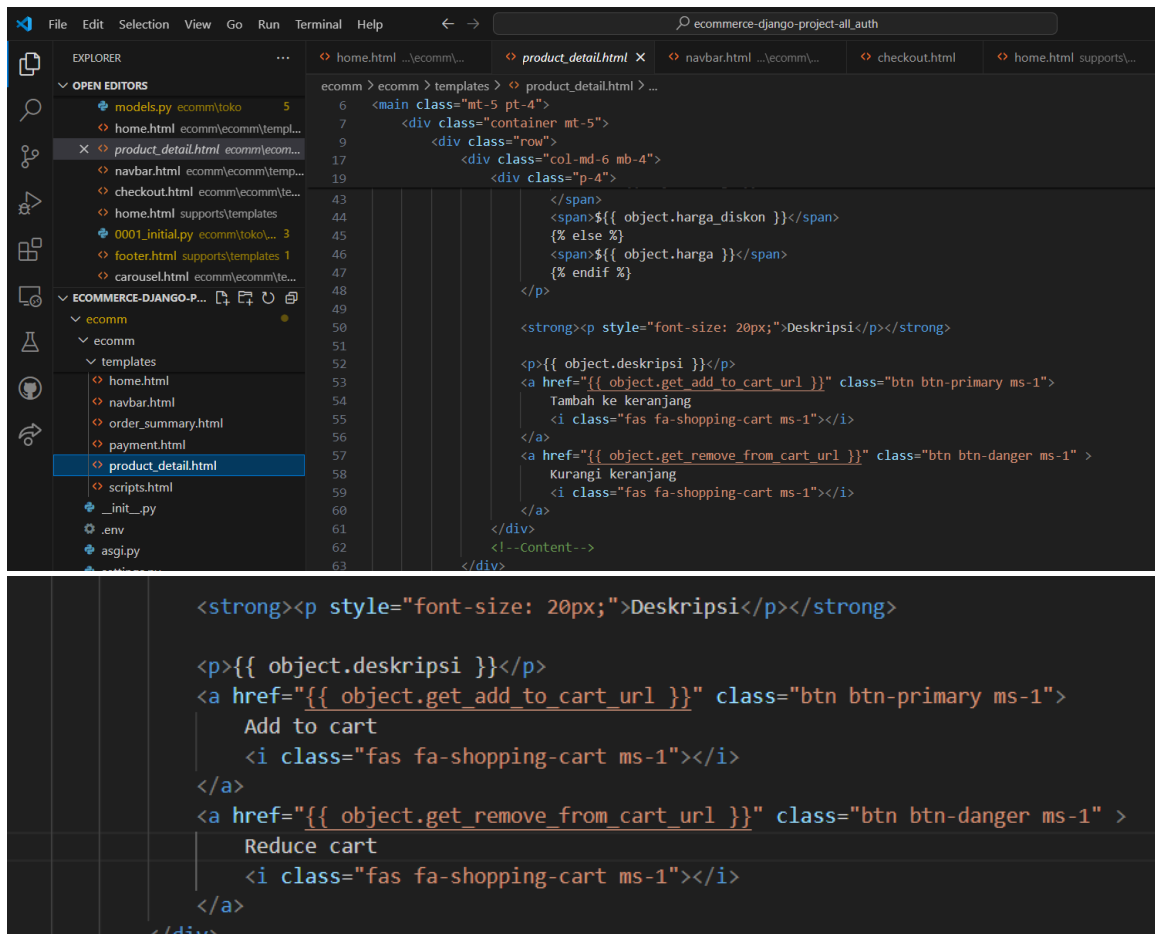 File Edit Selection View Go Run Terminal Help ← → ecommerce-django-project-all_auth
EXPLORER ...
OPEN EDITORS
models.py ecomm\toko 5
home.html ecomm\ecomm\templ...
× product_detail.html ecomm\ecom...
navbar.html ecomm\ecomm\temp...
checkout.html ecomm\ecomm\te...
home.html supports\templates
0001_initial.py ecomm\toko\... 3
footer.html supports\templates 1
carousel.html ecomm\ecomm\te...
ECOMMERCE-DJANGO-P...
ecomm
ecomm
templates
home.html
navbar.html
order_summary.html
payment.html
product_detail.html
scripts.html
__init__.py
.env
asgi.py
home.html ...\ecomm\... product_detail.html × navbar.html ...\ecomm\... checkout.html home.html supports\...
ecomm > ecomm > templates > product_detail.html > ...
6 <main class="mt-5 pt-4">
7 <div class="container mt-5">
9 <div class="row">
17 <div class="col-md-6 mb-4">
19 <div class="p-4">
43 </span>
44 <span>${{ object.harga_diskon }}</span>
45 {% else %}
46 <span>${{ object.harga }}</span>
47 {% endif %}
48 </p>
49
50 <strong><p style="font-size: 20px;">Deskripsi</p></strong>
51
52 <p>{{ object.deskripsi }}</p>
53 <a href="{{ object.get_add_to_cart_url }}" class="btn btn-primary ms-1">
54 Tambah ke keranjang
55 <i class="fas fa-shopping-cart ms-1"></i>
56 </a>
57 <a href="{{ object.get_remove_from_cart_url }}" class="btn btn-danger ms-1" >
58 Kurangi keranjang
59 <i class="fas fa-shopping-cart ms-1"></i>
60 </a>
61 </div>
62 <!--Content-->
63 </div>
<strong><p style="font-size: 20px;">Deskripsi</p></strong>
<p>{{ object.deskripsi }}</p>
<a href="{{ object.get_add_to_cart_url }}" class="btn btn-primary ms-1">
Add to cart
<i class="fas fa-shopping-cart ms-1"></i>
</a>
<a href="{{ object.get_remove_from_cart_url }}" class="btn btn-danger ms-1" >
Reduce cart
<i class="fas fa-shopping-cart ms-1"></i>
</a>